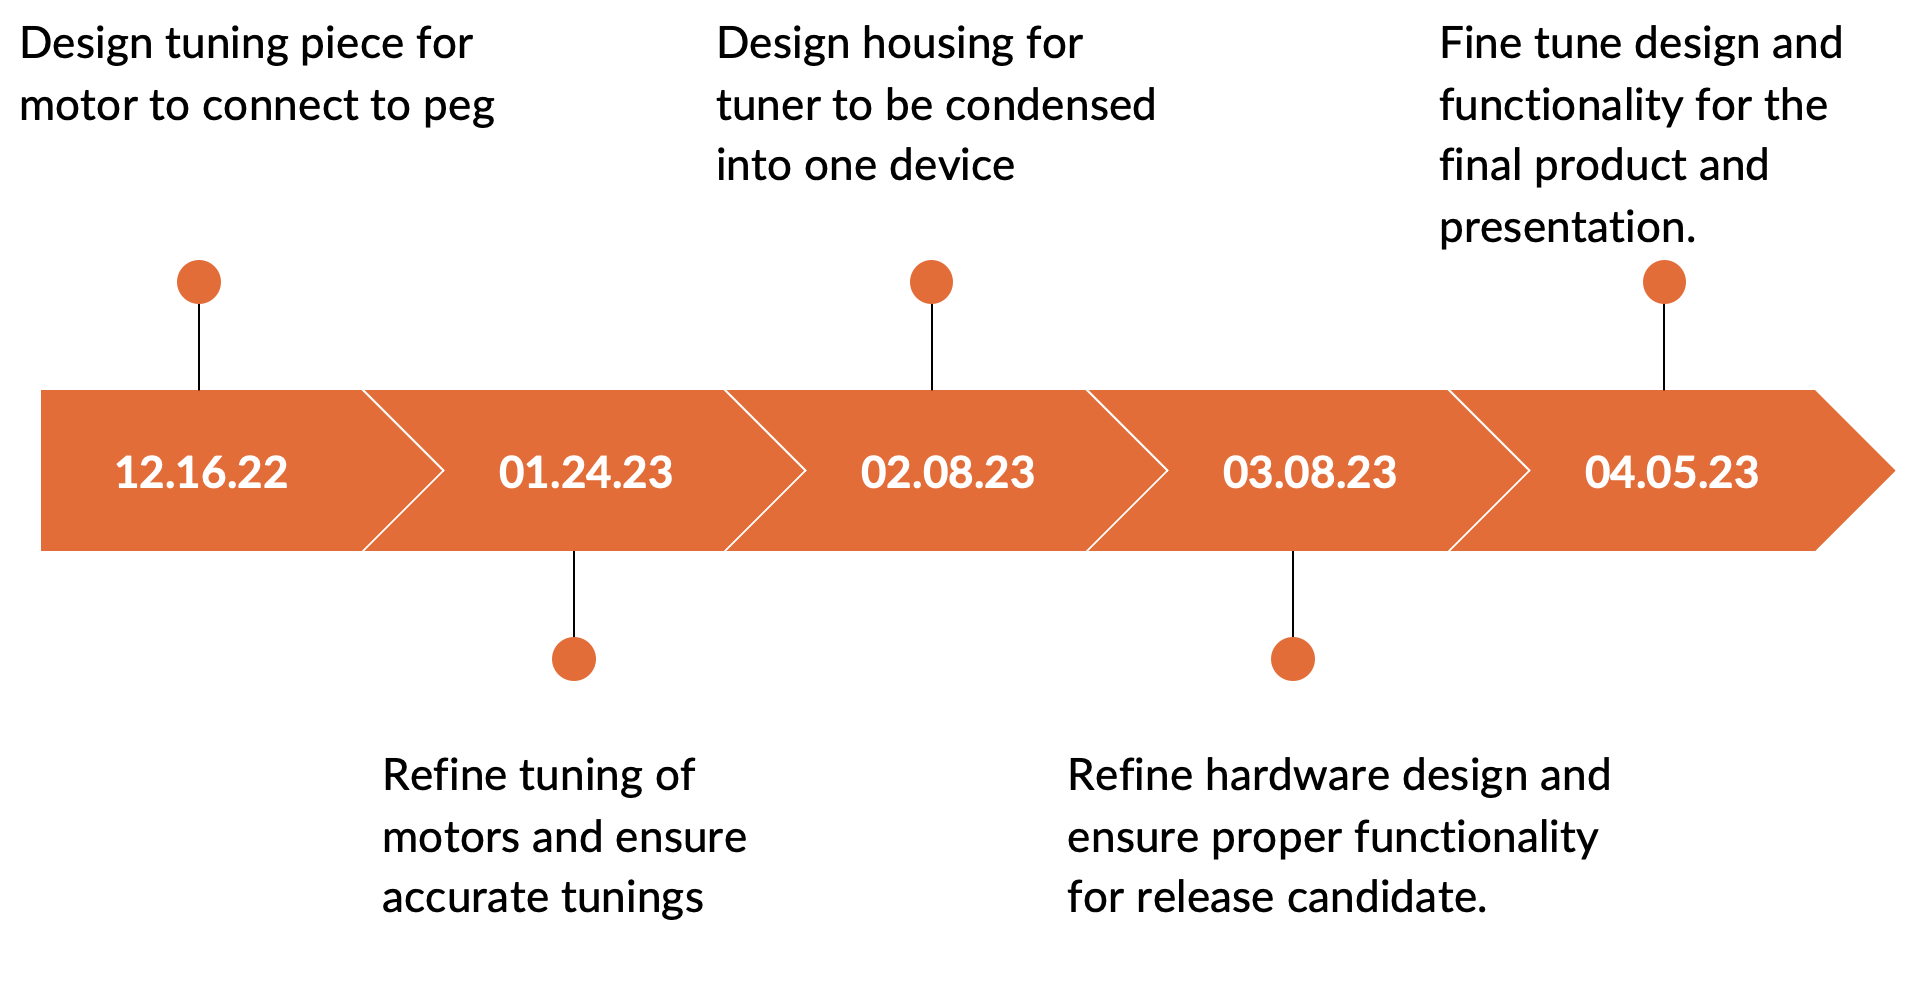 Design tuning piece for
motor to connect to peg
Design housing for
tuner to be condensed
into one device
Fine tune design and
functionality for the
final product and
presentation.
12.16.22
01.24.23
02.08.23
03.08.23
04.05.23
Refine tuning of
motors and ensure
accurate tunings
Refine hardware design and
ensure proper functionality
for release candidate.